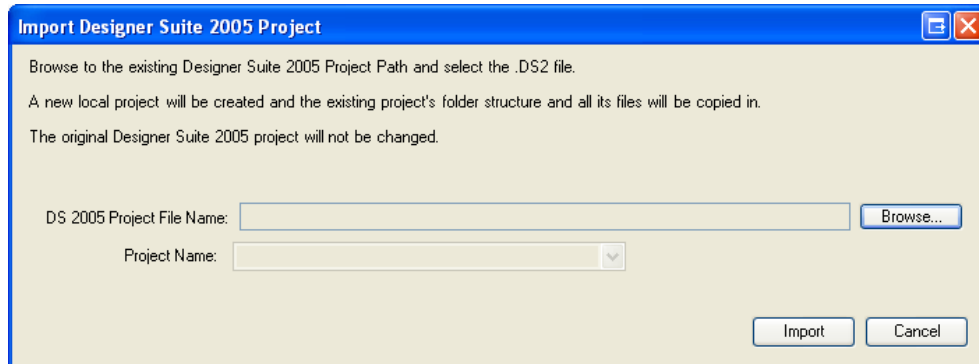 Import Designer Suite 2005 Project
Browse to the existing Designer Suite 2005 Project Path and select the .DS2 file.
A new local project will be created and the existing project's folder structure and all its files will be copied in.
The original Designer Suite 2005 project will not be changed.
DS 2005 Project File Name:
Browse...
Project Name:
Import
Cancel